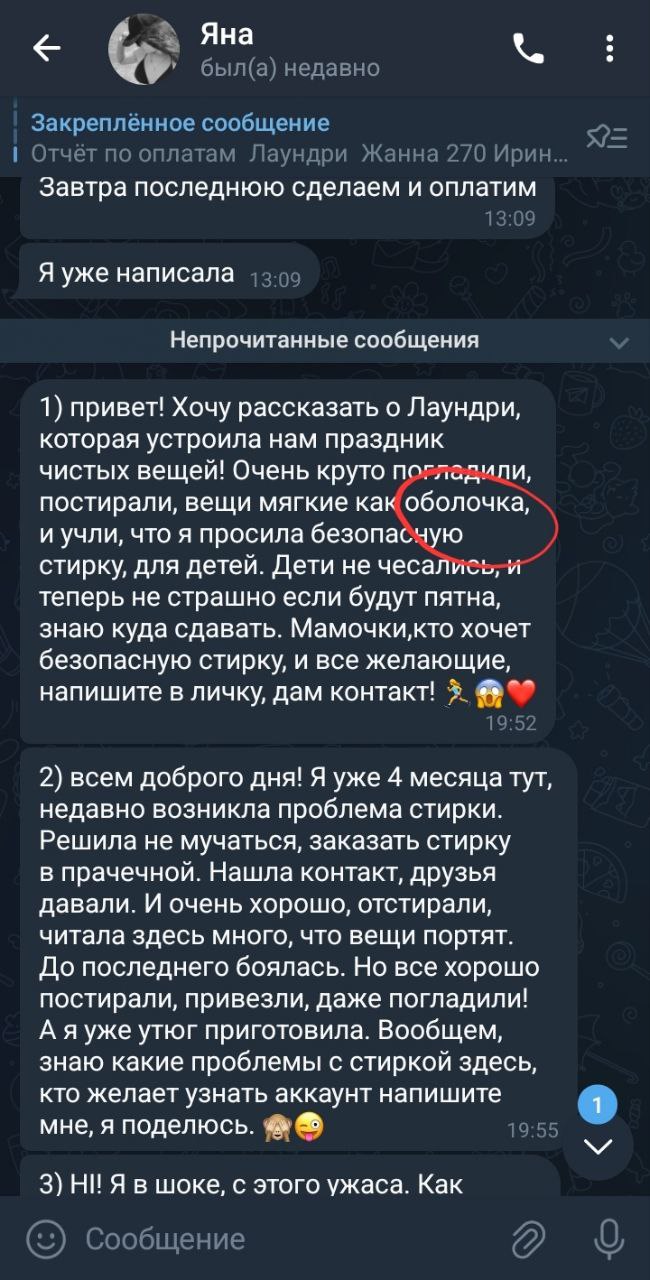 Яна
был(а) недавно
Закреплённое сообщение
Отчёт по оплатам Лаундри Жанна 270 Ирин...
Завтра последнюю сделаем и оплатим
13:09
Я уже написала 13:09
Непрочитанные сообщения
1) привет! Хочу рассказать о Лаундри,
которая устроила нам праздник
чистых вещей! Очень круто погладили,
постирали, вещи мягкие как оболочка,
и учли, что я просила безопасную
стирку, для детей. Дети не чесались, и
теперь не страшно если будут пятна,
знаю куда сдавать. Мамочки,кто хочет
безопасную стирку, и все желающие,
напишите в личку, дам контакт! 🏃‍♀️😱❤️
19:52
2) всем доброго дня! Я уже 4 месяца тут,
недавно возникла проблема стирки.
Решила не мучаться, заказать стирку
в прачечной. Нашла контакт, друзья
давали. И очень хорошо, отстирали,
читала здесь много, что вещи портят.
До последнего боялась. Но все хорошо
постирали, привезли, даже погладили!
А я уже утюг приготовила. Вообщем,
знаю какие проблемы с стиркой здесь,
кто желает узнать аккаунт напишите
мне, я поделюсь. 🙈😜
19:55
1
3) HI! Я в шоке, с этого ужаса. Как
Сообщение